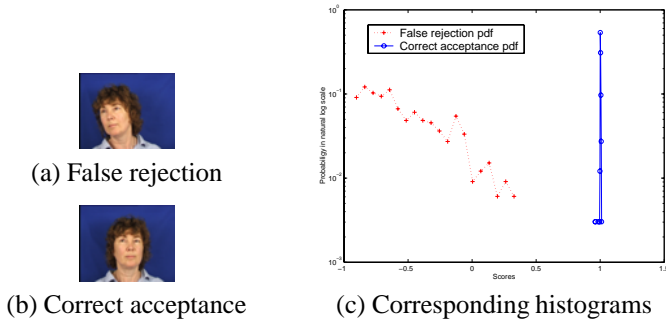 False rejection pdf
Correct acceptance pdf
10^0
10^-1
10^-2
10^-3
Probability in natural log scale
-1 -0.5 0 0.5 1 1.5
Scores
(a) False rejection
(b) Correct acceptance
(c) Corresponding histograms